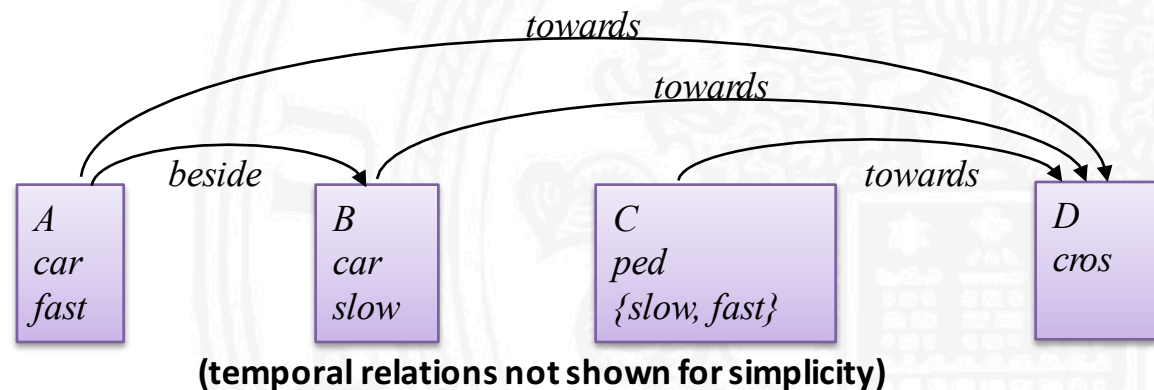 towards
towards
beside
towards
A
car
fast
B
car
slow
C
ped
{slow, fast}
D
cros
(temporal relations not shown for simplicity)